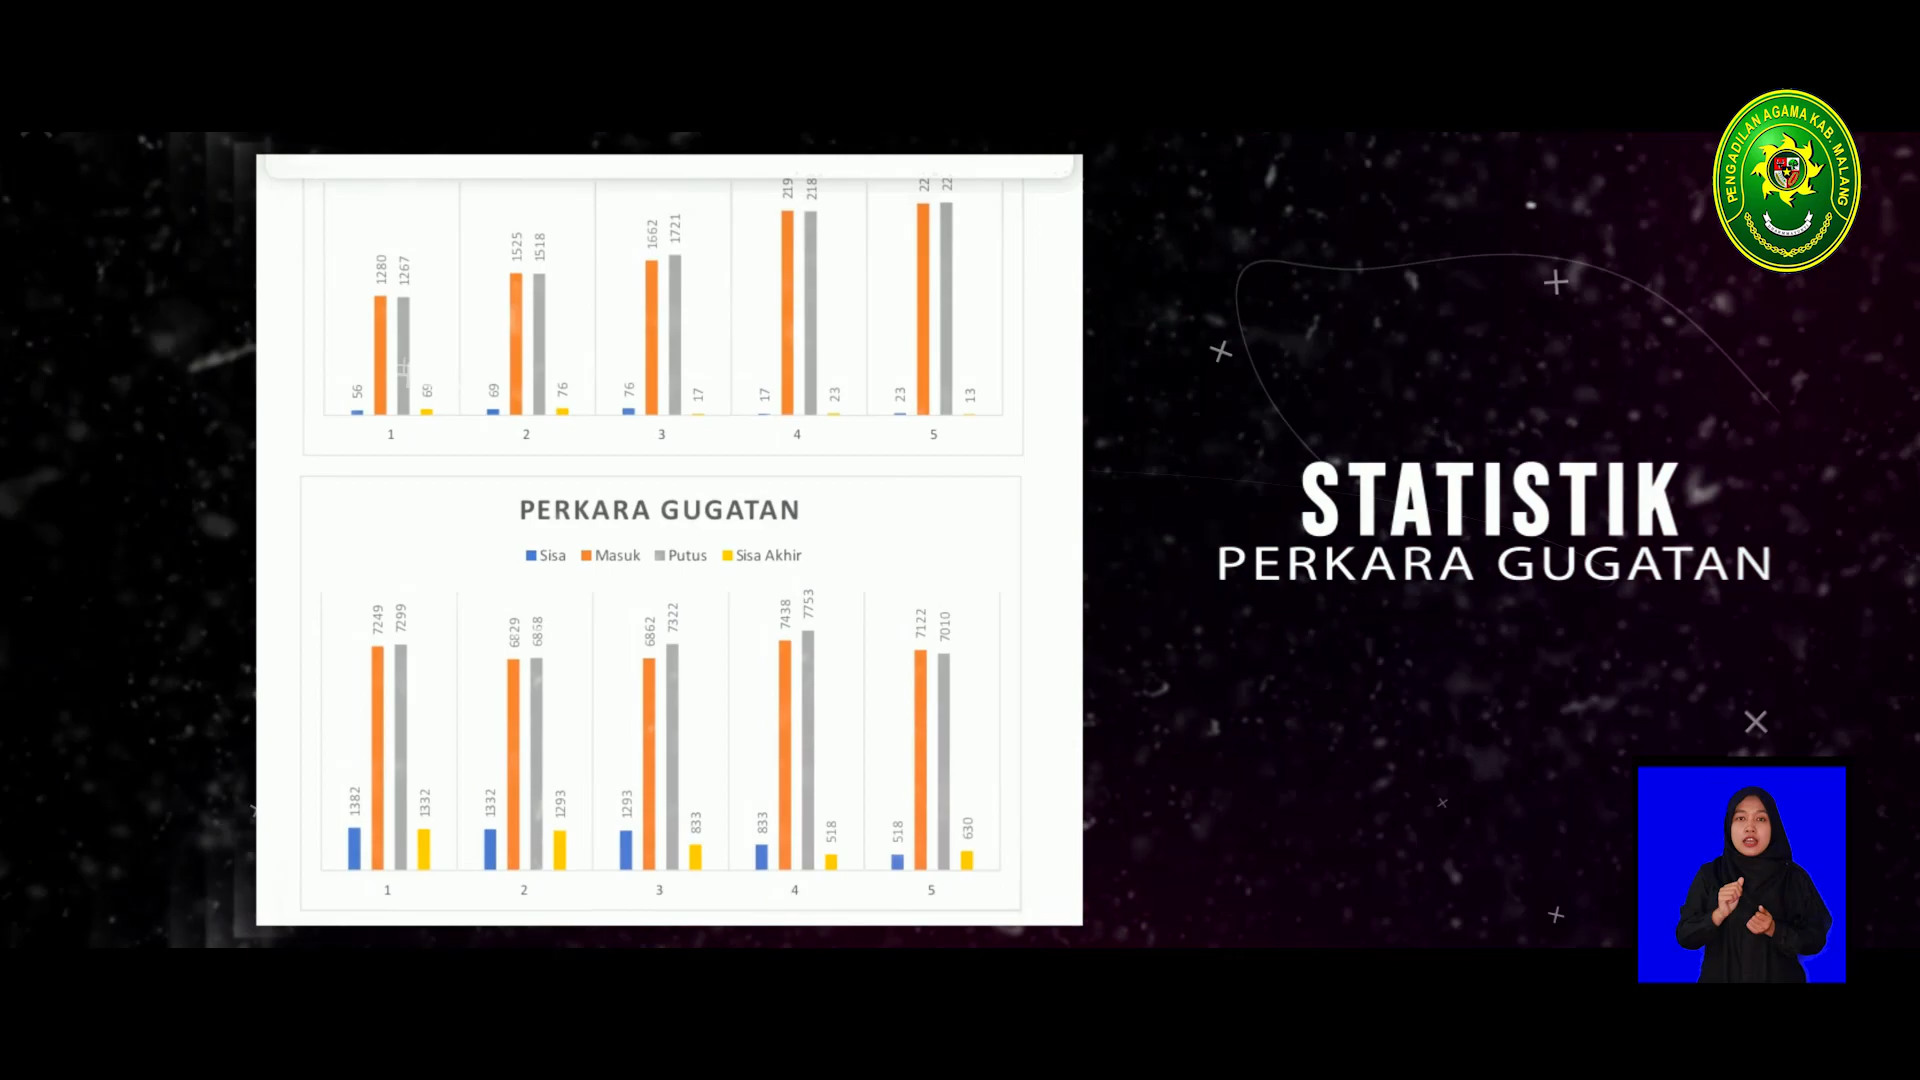 219 218 22 22
1662 1721
1525 1518
1280 1267
56 69 69 76 76 17 17 23 23 13
1 2 3 4 5
PERKARA GUGATAN
Sisa Masuk Putus Sisa Akhir
7249 7299 6829 6868 6862 7322 7438 7753 7122 7010
1382 1332 1332 1293 1293 833 833 518 518 630
1 2 3 4 5
STATISTIK
PERKARA GUGATAN
PENGADILAN AGAMA KAB. MALANG